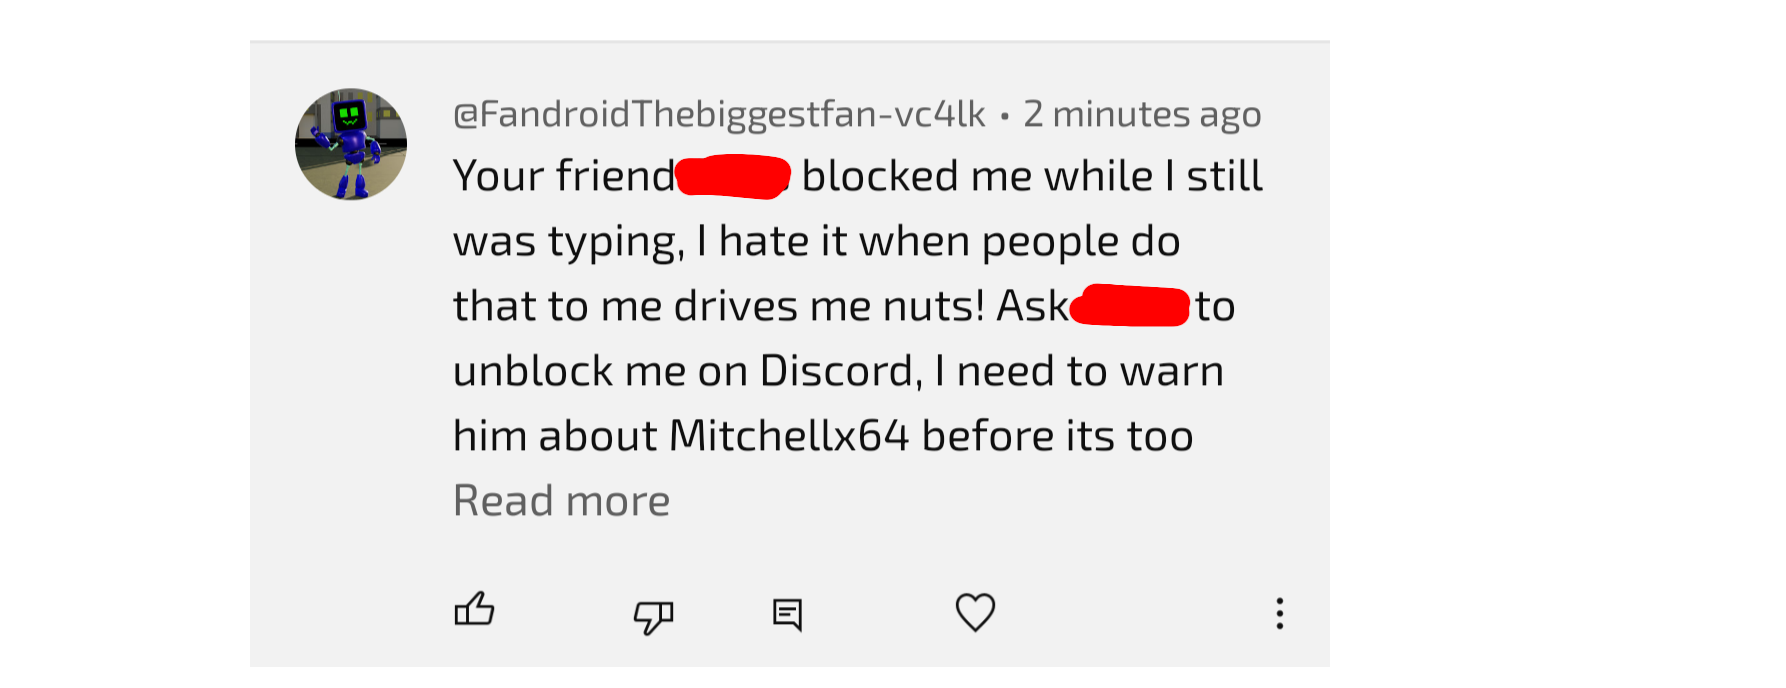 @FandroidThebiggestfan-vc4lk • 2 minutes ago
Your friend blocked me while I still
was typing, I hate it when people do
that to me drives me nuts! Ask to
unblock me on Discord, I need to warn
him about Mitchellx64 before its too
Read more